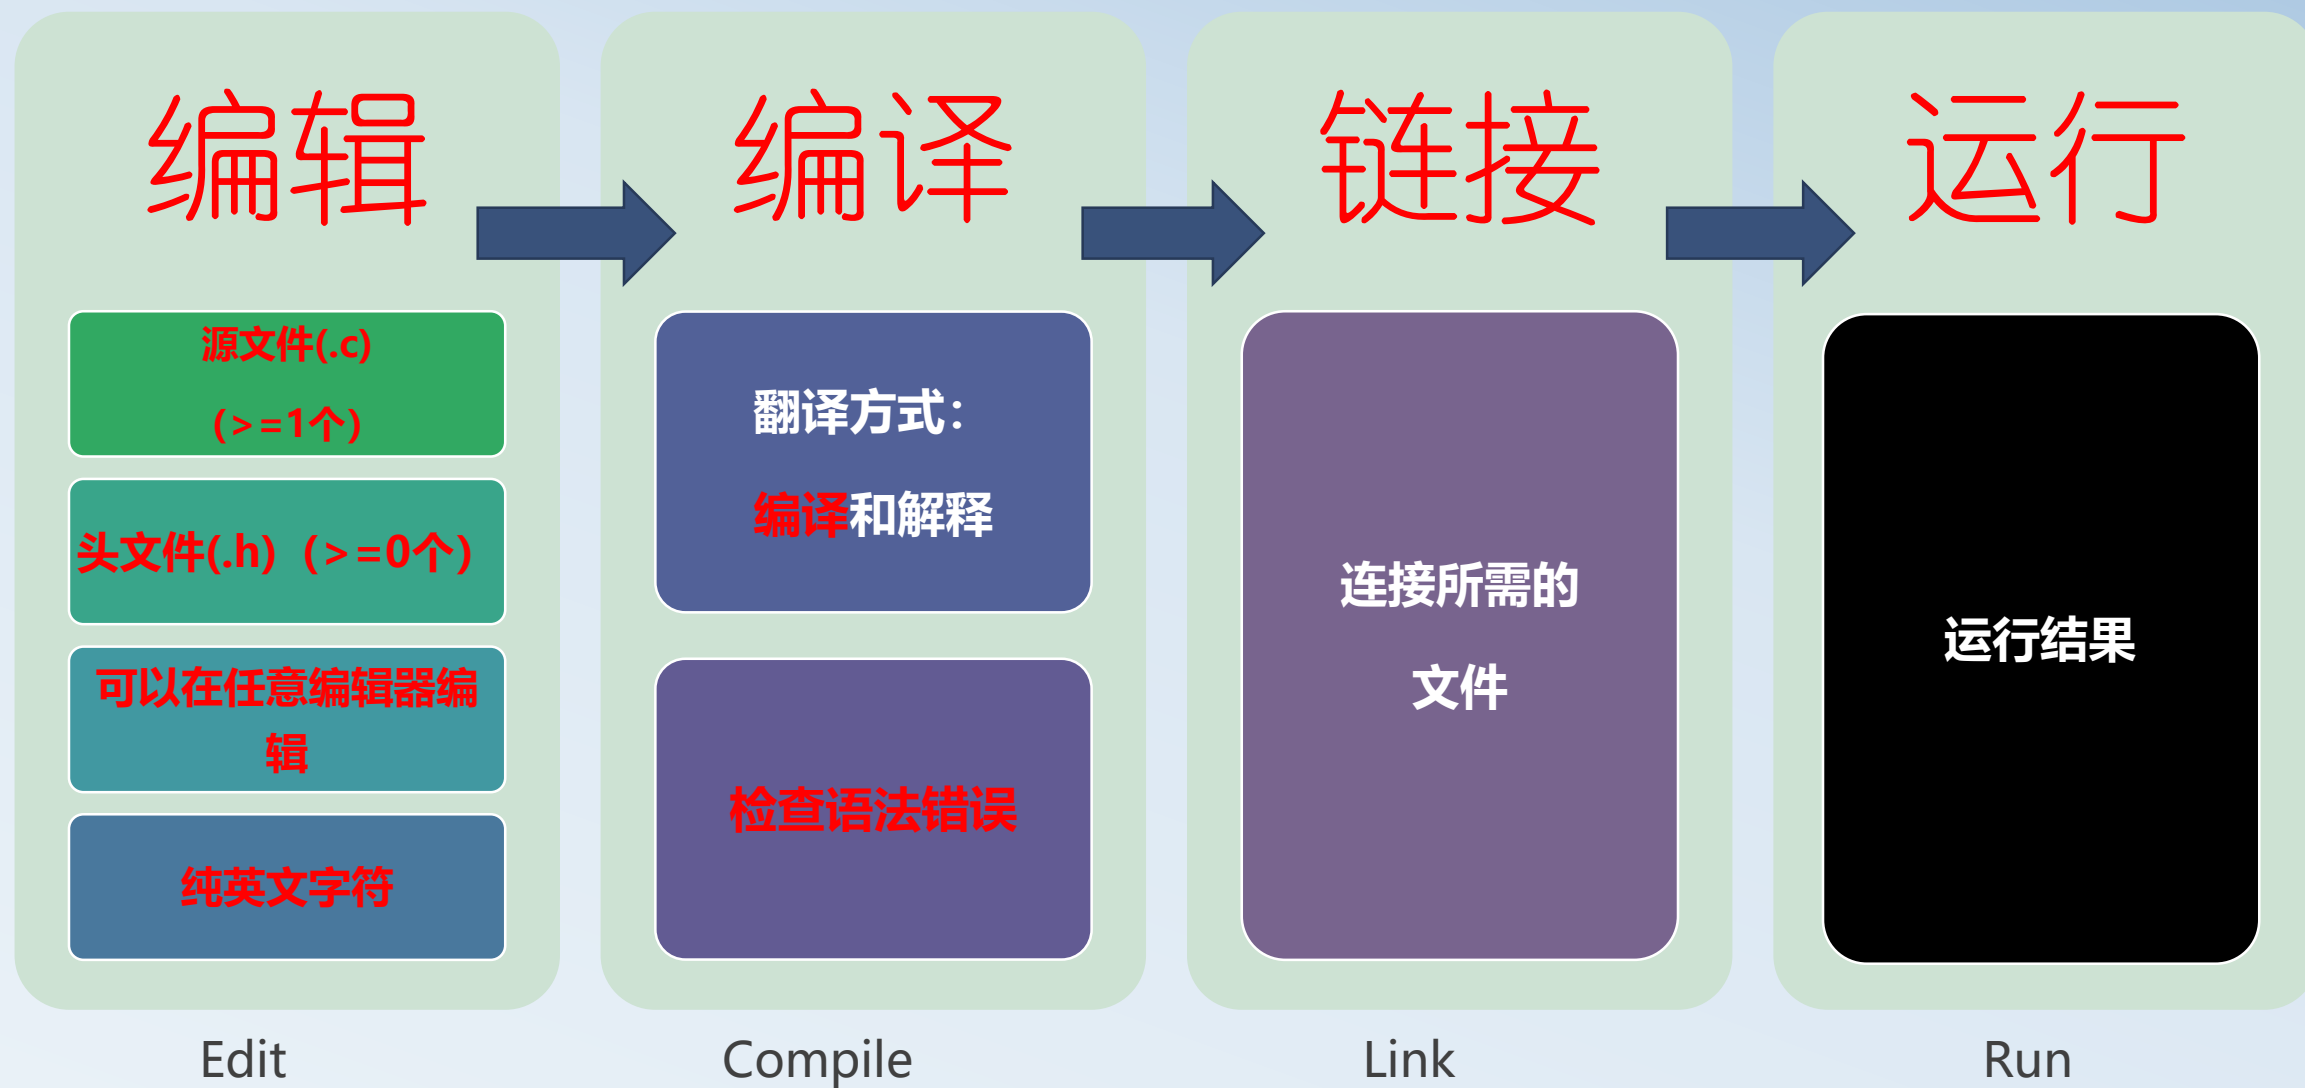 编辑
源文件(.c)
(>=1个)
头文件(.h)（>=0个）
可以在任意编辑器编
辑
纯英文字符
Edit
编译
翻译方式：
编译和解释
检查语法错误
Compile
链接
连接所需的
文件
Link
运行
运行结果
Run